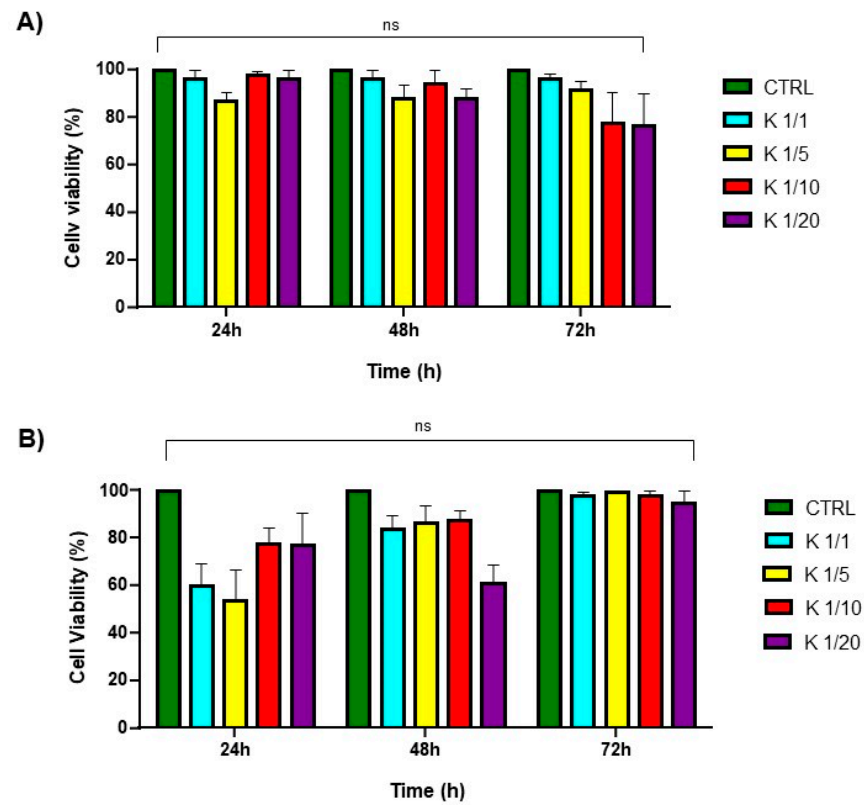 A)
ns
Cellv viability (%)
100
80
60
40
20
0
24h 48h 72h
Time (h)
CTRL
K 1/1
K 1/5
K 1/10
K 1/20
B)
ns
Cell Viability (%)
100
80
60
40
20
0
24h 48h 72h
Time (h)
CTRL
K 1/1
K 1/5
K 1/10
K 1/20